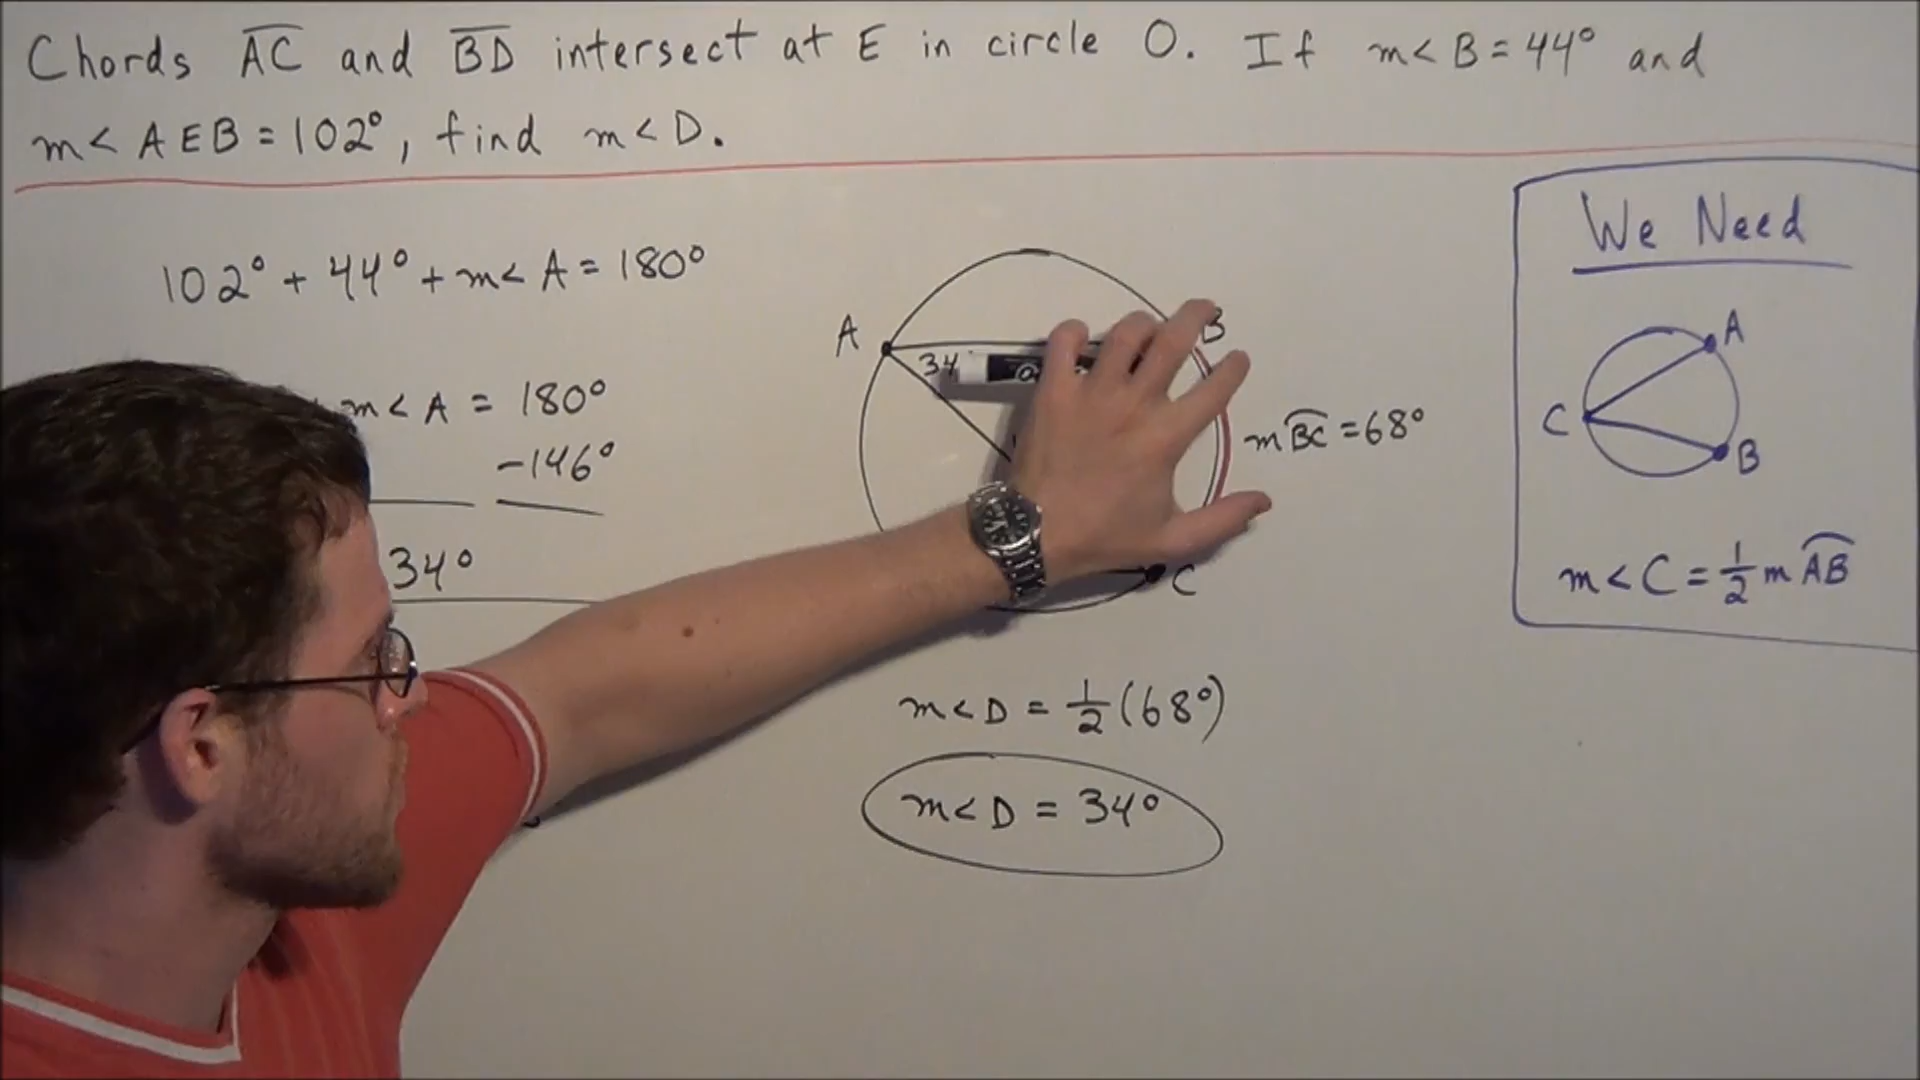 Chords AC and BD intersect at E in circle O. If m< B = 44° and
m< AEB = 102°, find m< D.
102° + 44° + m< A = 180°
m< A = 180°
-146°
34°
A
B
34
C
mBC = 68°
m< D = 1/2 (68°)
m< D = 34°
We Need
A
C
B
m< C = 1/2 m AB